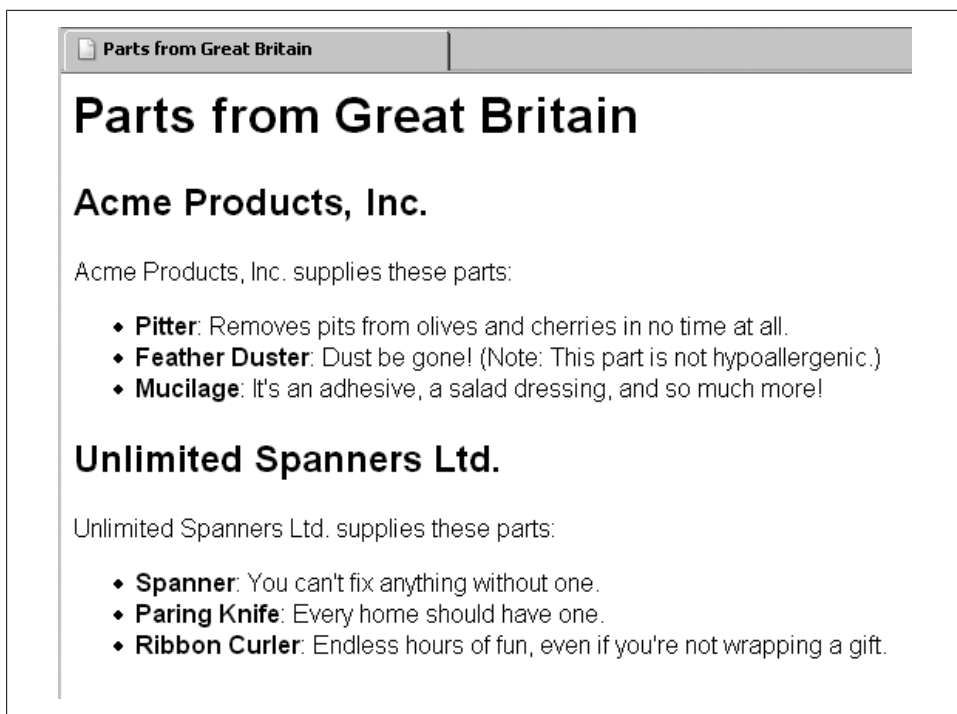 Parts from Great Britain
Parts from Great Britain
Acme Products, Inc.
Acme Products, Inc. supplies these parts:
• Pitter: Removes pits from olives and cherries in no time at all.
• Feather Duster: Dust be gone! (Note: This part is not hypoallergenic.)
• Mucilage: It's an adhesive, a salad dressing, and so much more!
Unlimited Spanners Ltd.
Unlimited Spanners Ltd. supplies these parts:
• Spanner: You can't fix anything without one.
• Paring Knife: Every home should have one.
• Ribbon Curler: Endless hours of fun, even if you're not wrapping a gift.